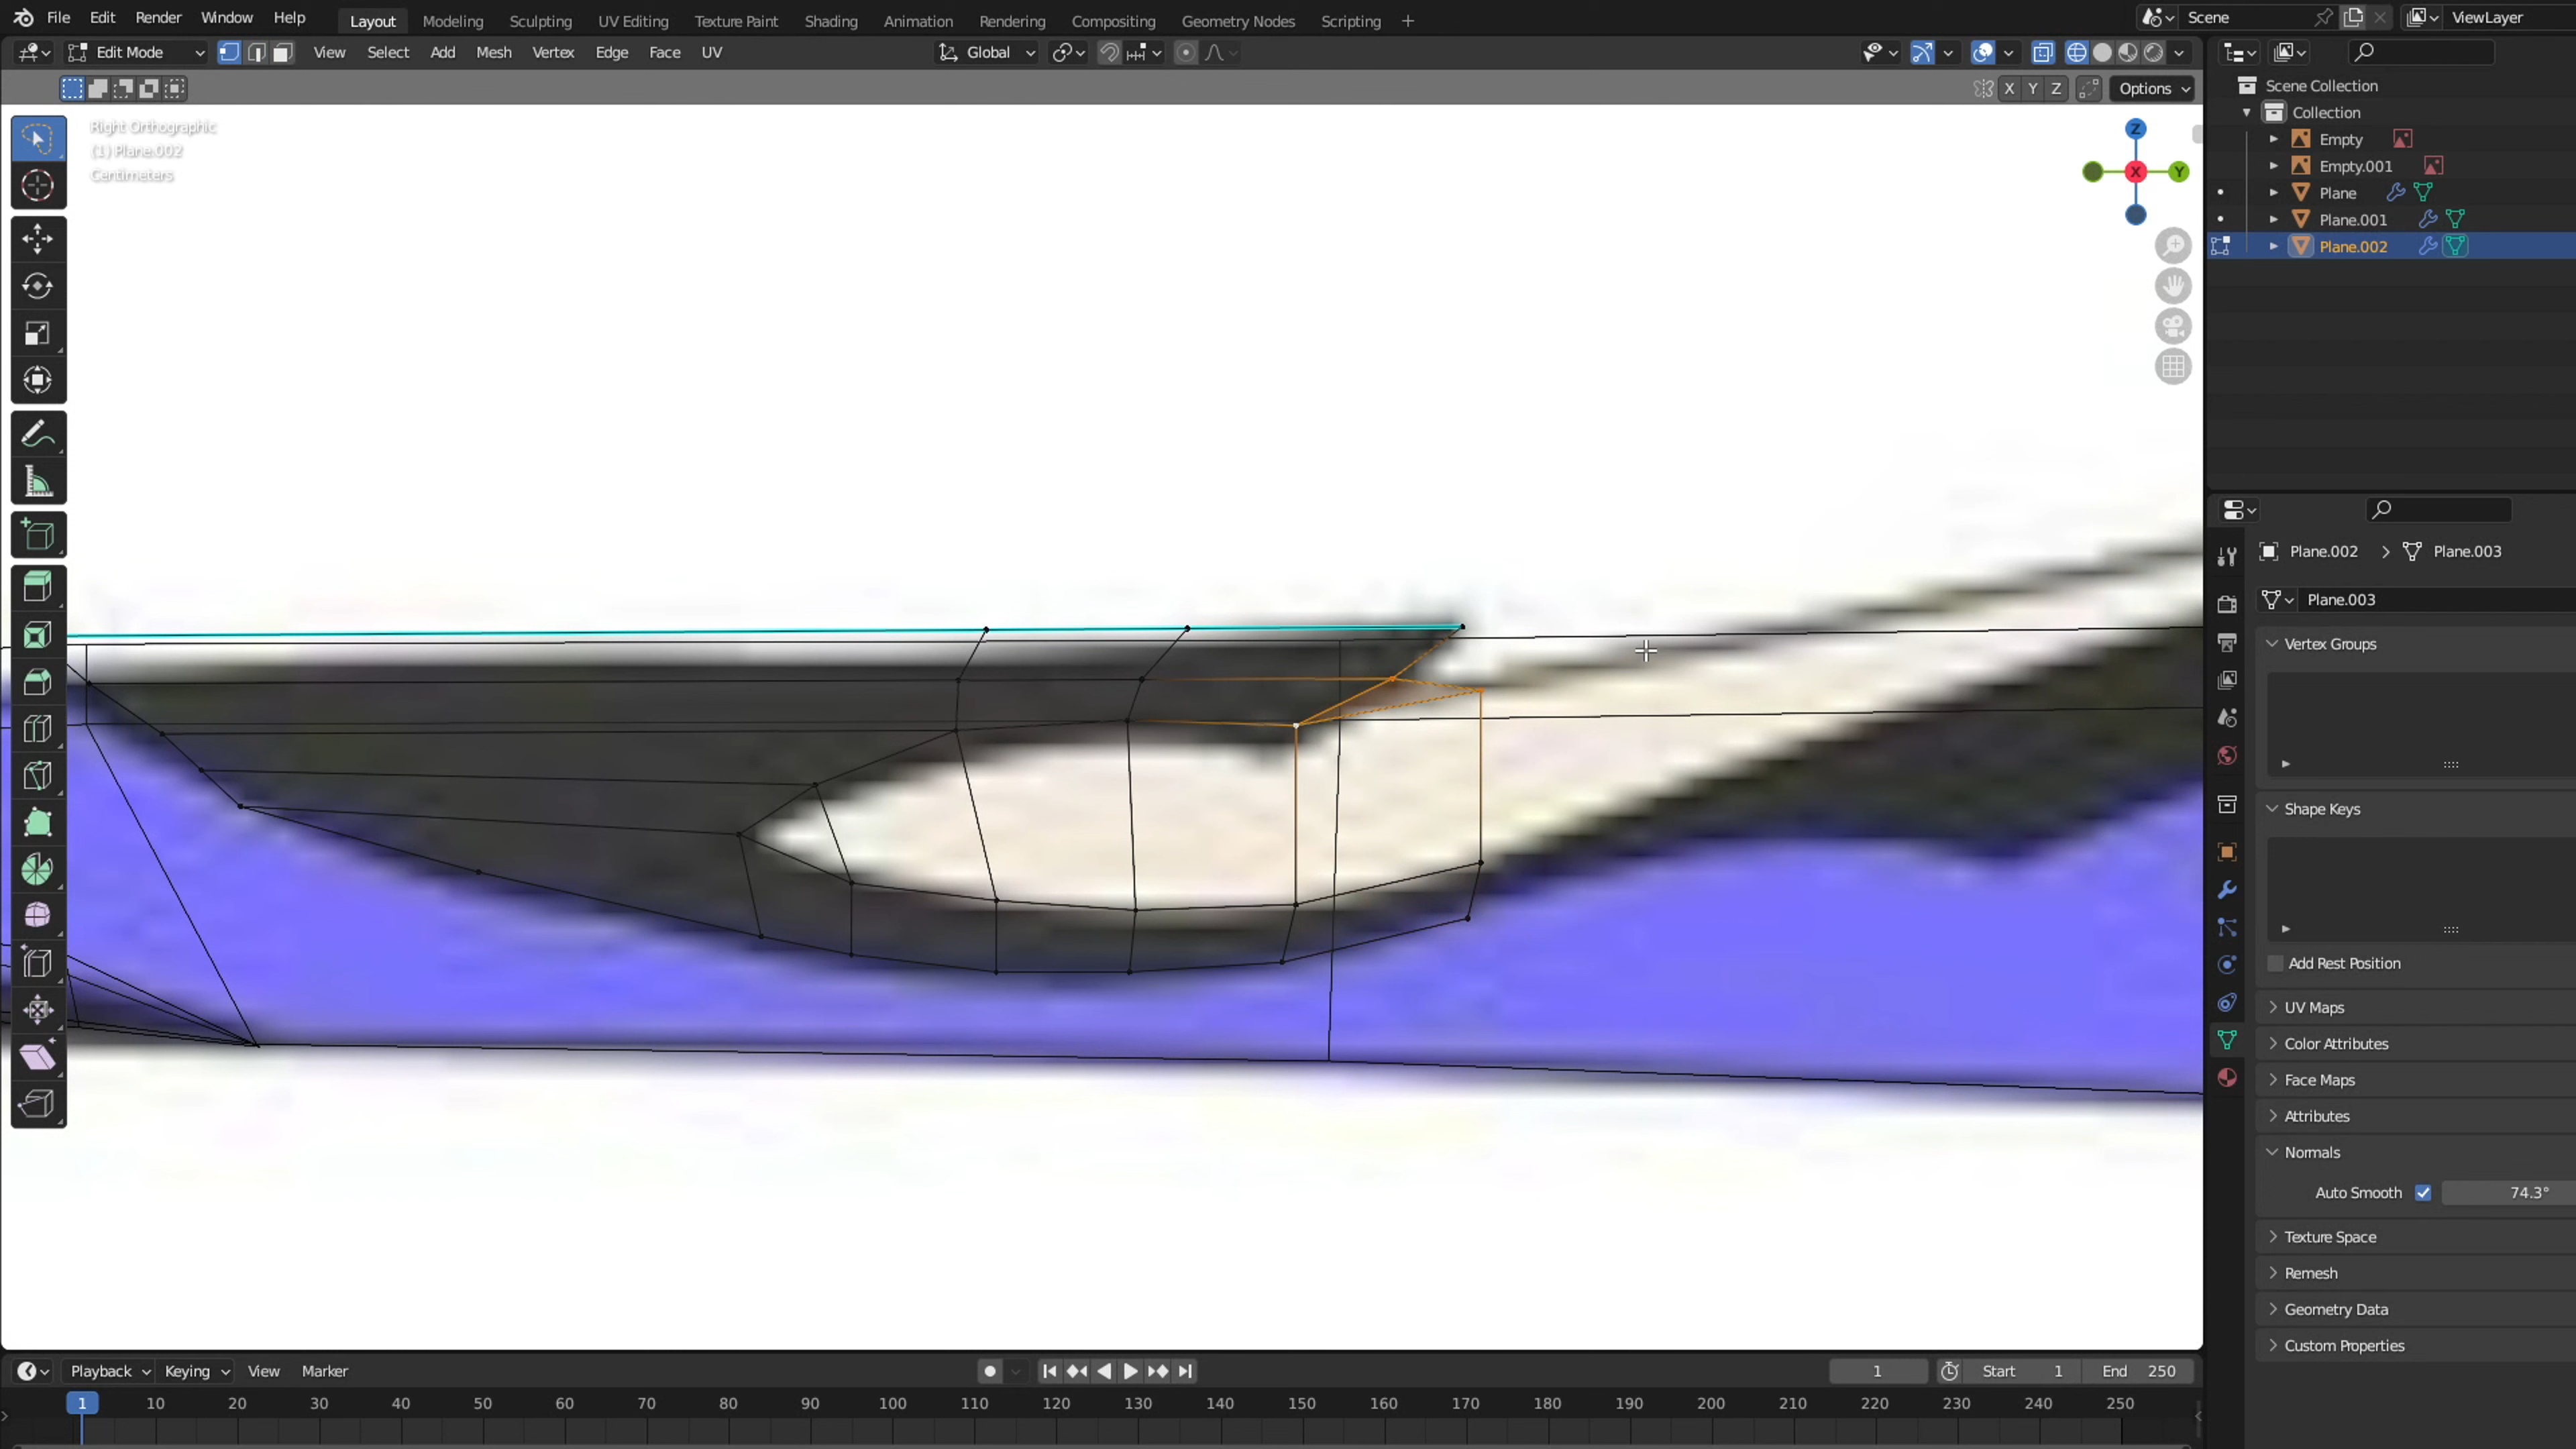 File Edit Render Window Help Layout Modeling Sculpting UV Editing Texture Paint Shading Animation Rendering Compositing Geometry Nodes Scripting + Scene ViewLayer
Edit Mode View Select Add Mesh Vertex Edge Face UV Global
X Y Z Options
Right Orthographic
(1) Plane.002
Centimeters
Z
X Y
Scene Collection
Collection
Empty
Empty.001
Plane
Plane.001
Plane.002
Plane.002 > Plane.003
Plane.003
Vertex Groups
Shape Keys
Add Rest Position
UV Maps
Color Attributes
Face Maps
Attributes
Normals
Auto Smooth 74.3°
Texture Space
Remesh
Geometry Data
Custom Properties
Playback Keying View Marker 1 Start 1 End 250
1 10 20 30 40 50 60 70 80 90 100 110 120 130 140 150 160 170 180 190 200 210 220 230 240 250